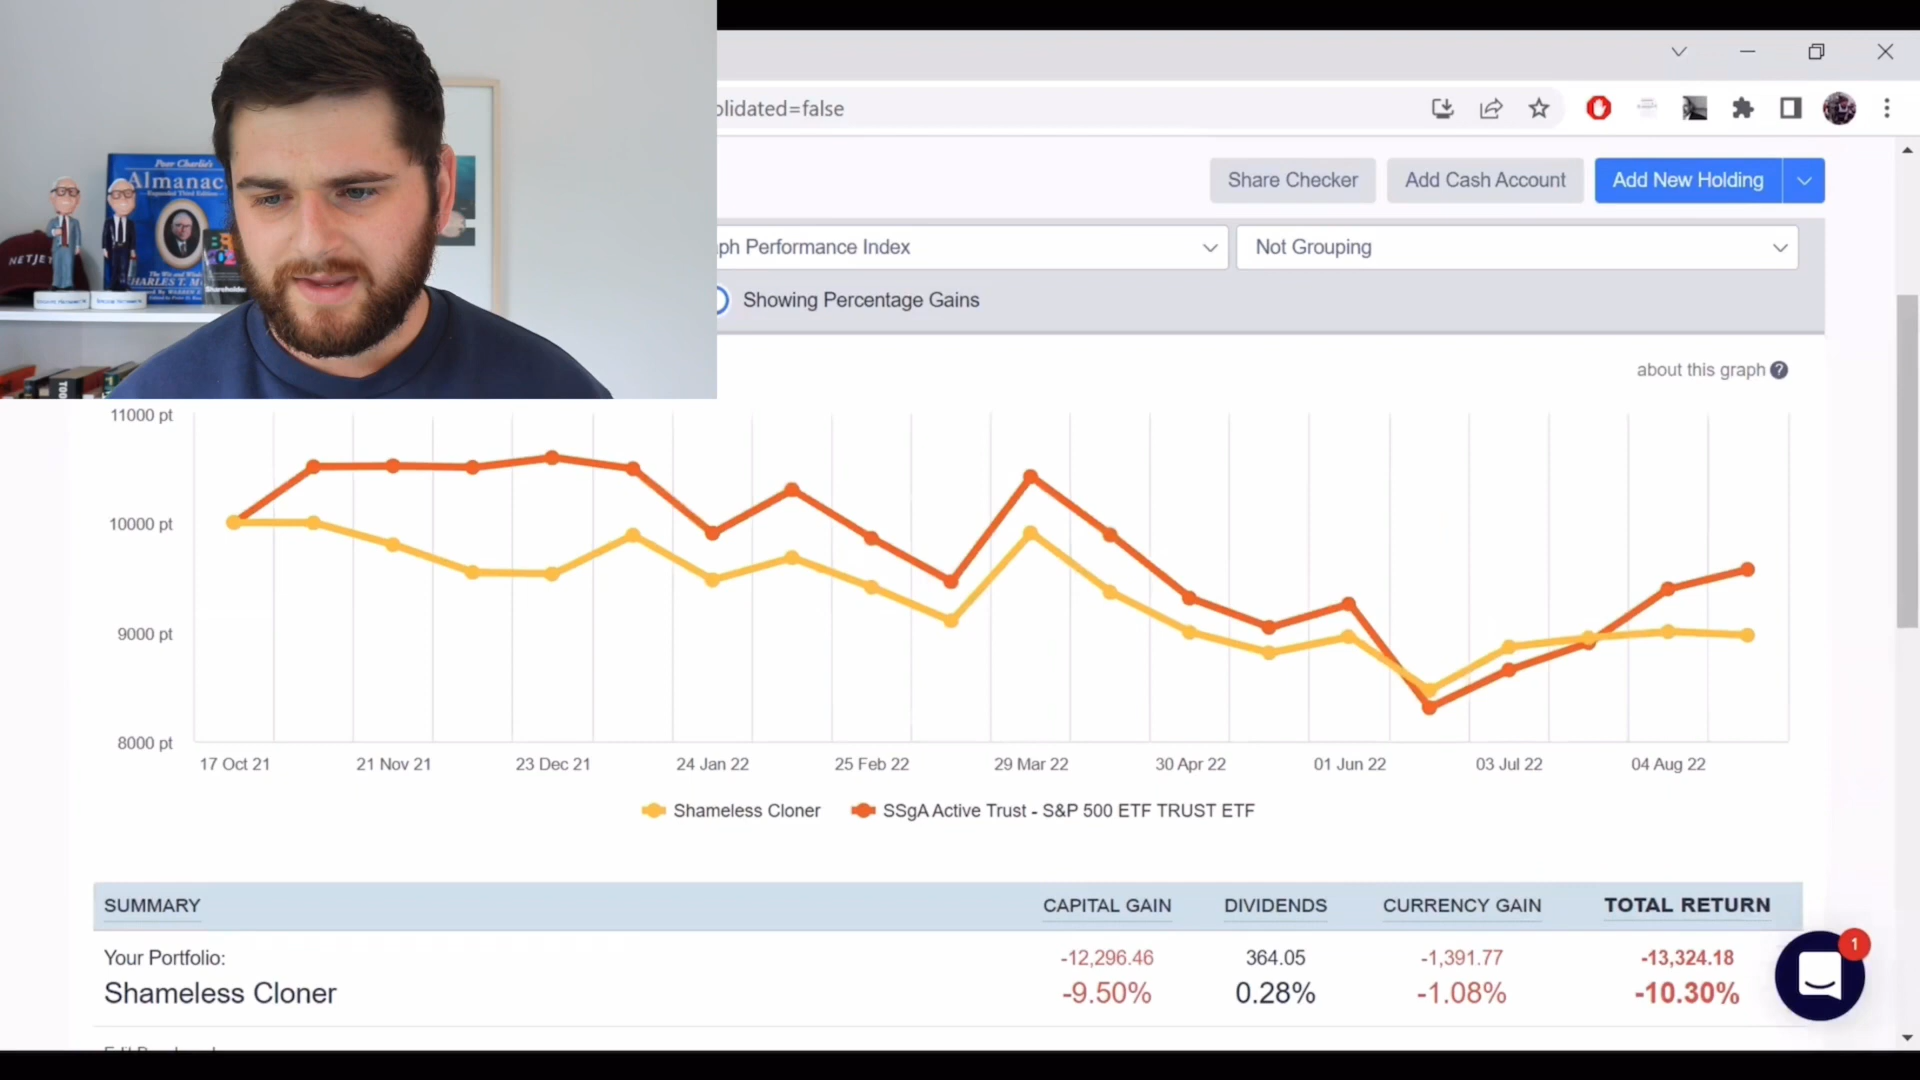 olidated=false
Share Checker
Add Cash Account
Add New Holding
ph Performance Index
Not Grouping
Showing Percentage Gains
about this graph
Poor Charlie's
Almanac
NETJE
11000 pt
10000 pt
9000 pt
8000 pt
17 Oct 21
21 Nov 21
23 Dec 21
24 Jan 22
25 Feb 22
29 Mar 22
30 Apr 22
01 Jun 22
03 Jul 22
04 Aug 22
Shameless Cloner
SSgA Active Trust - S&P 500 ETF TRUST ETF
SUMMARY CAPITAL GAIN DIVIDENDS CURRENCY GAIN TOTAL RETURN
Your Portfolio: -12,296.46 364.05 -1,391.77 -13,324.18
Shameless Cloner -9.50% 0.28% -1.08% -10.30%
1